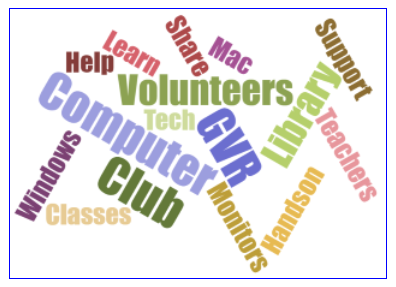 Share
Support
Learn
Mac
Help
Volunteers
Library
Computer
Tech
GVR
Teachers
Windows
Club
Classes
Monitors
Handson